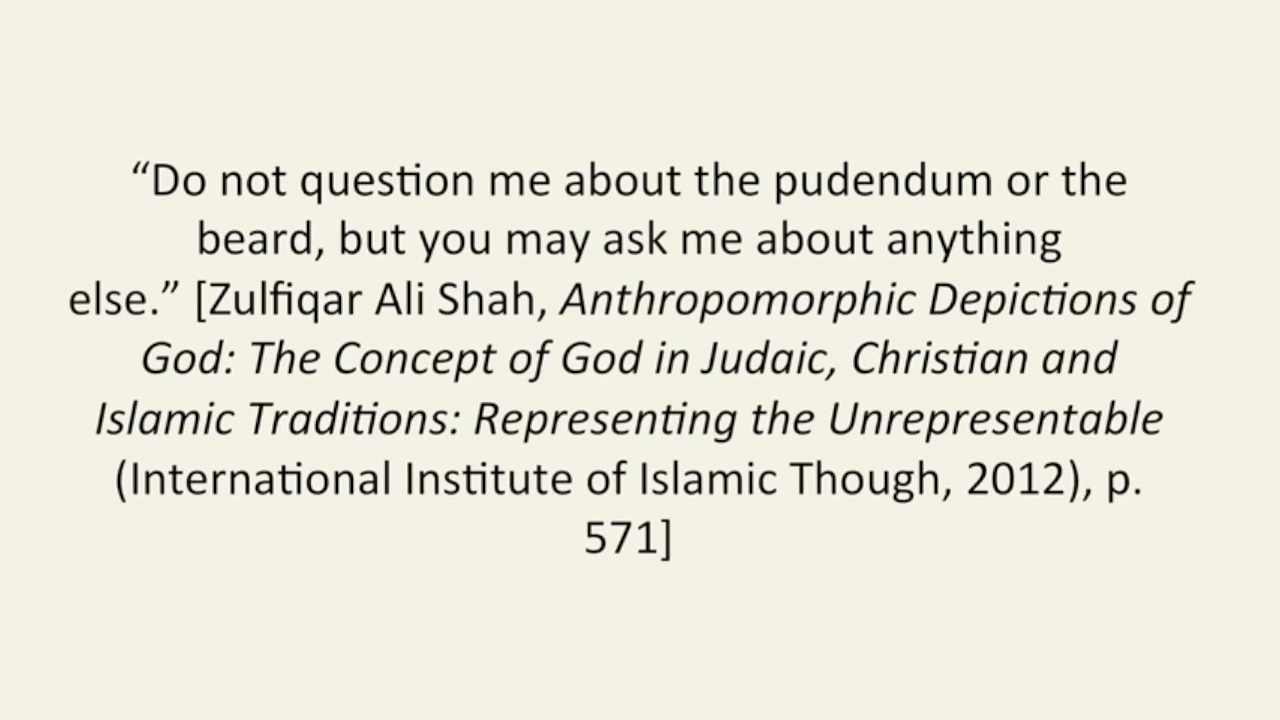 “Do not question me about the pudendum or the
beard, but you may ask me about anything
else.” [Zulfiqar Ali Shah, Anthropomorphic Depictions of
God: The Concept of God in Judaic, Christian and
Islamic Traditions: Representing the Unrepresentable
(International Institute of Islamic Though, 2012), p.
571]